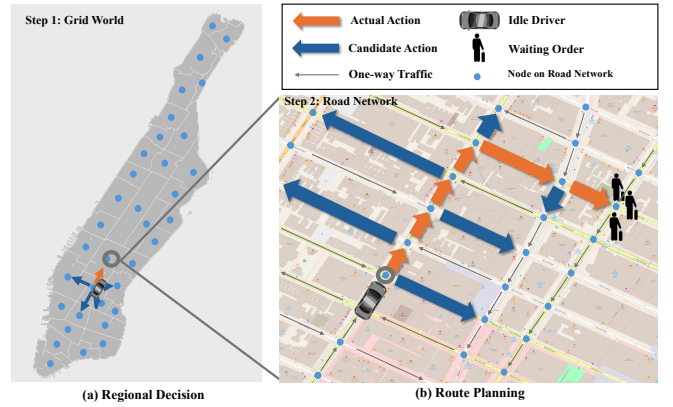 Step 1: Grid World
Actual Action
Idle Driver
Candidate Action
Waiting Order
One-way Traffic
Node on Road Network
Step 2: Road Network
(a) Regional Decision
(b) Route Planning